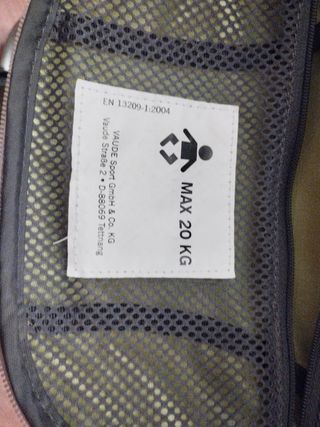 EN 13209-1:2004
MAX 20 KG
VAUDE Sport GmbH & Co. KG
Vaude Straße 2 • D-88069 Tettnang